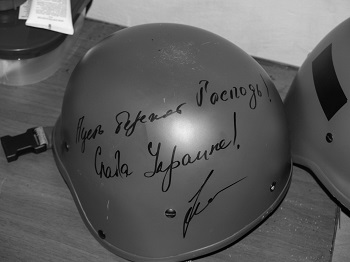 Пусть бережет Господь!
Слава Украине!